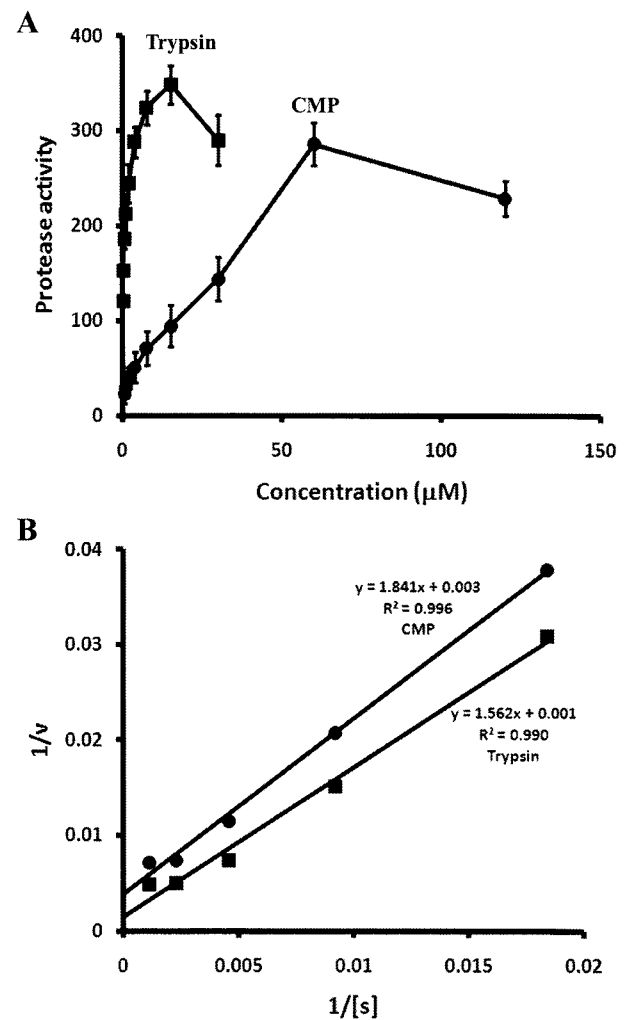 A
400
300
200
100
0
Protease activity
Trypsin
CMP
0 50 100 150
Concentration (μM)
B
0.04
0.03
0.02
0.01
0
1/v
y = 1.841x + 0.003
R² = 0.996
CMP
y = 1.562x + 0.001
R² = 0.990
Trypsin
0 0.005 0.01 0.015 0.02
1/[s]